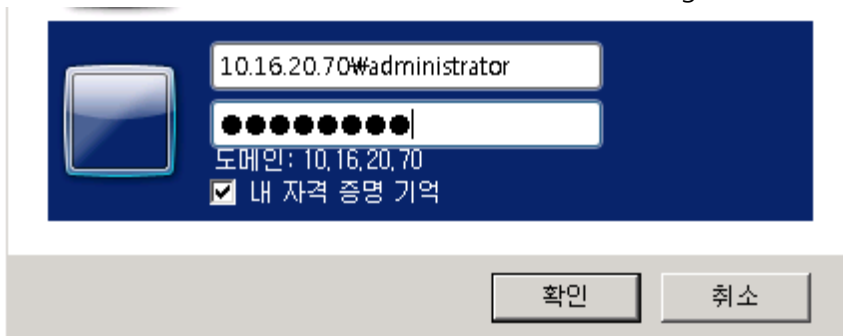 10.16.20.70₩administrator
●●●●●●●●
도메인: 10.16.20.70
내 자격 증명 기억
확인
취소